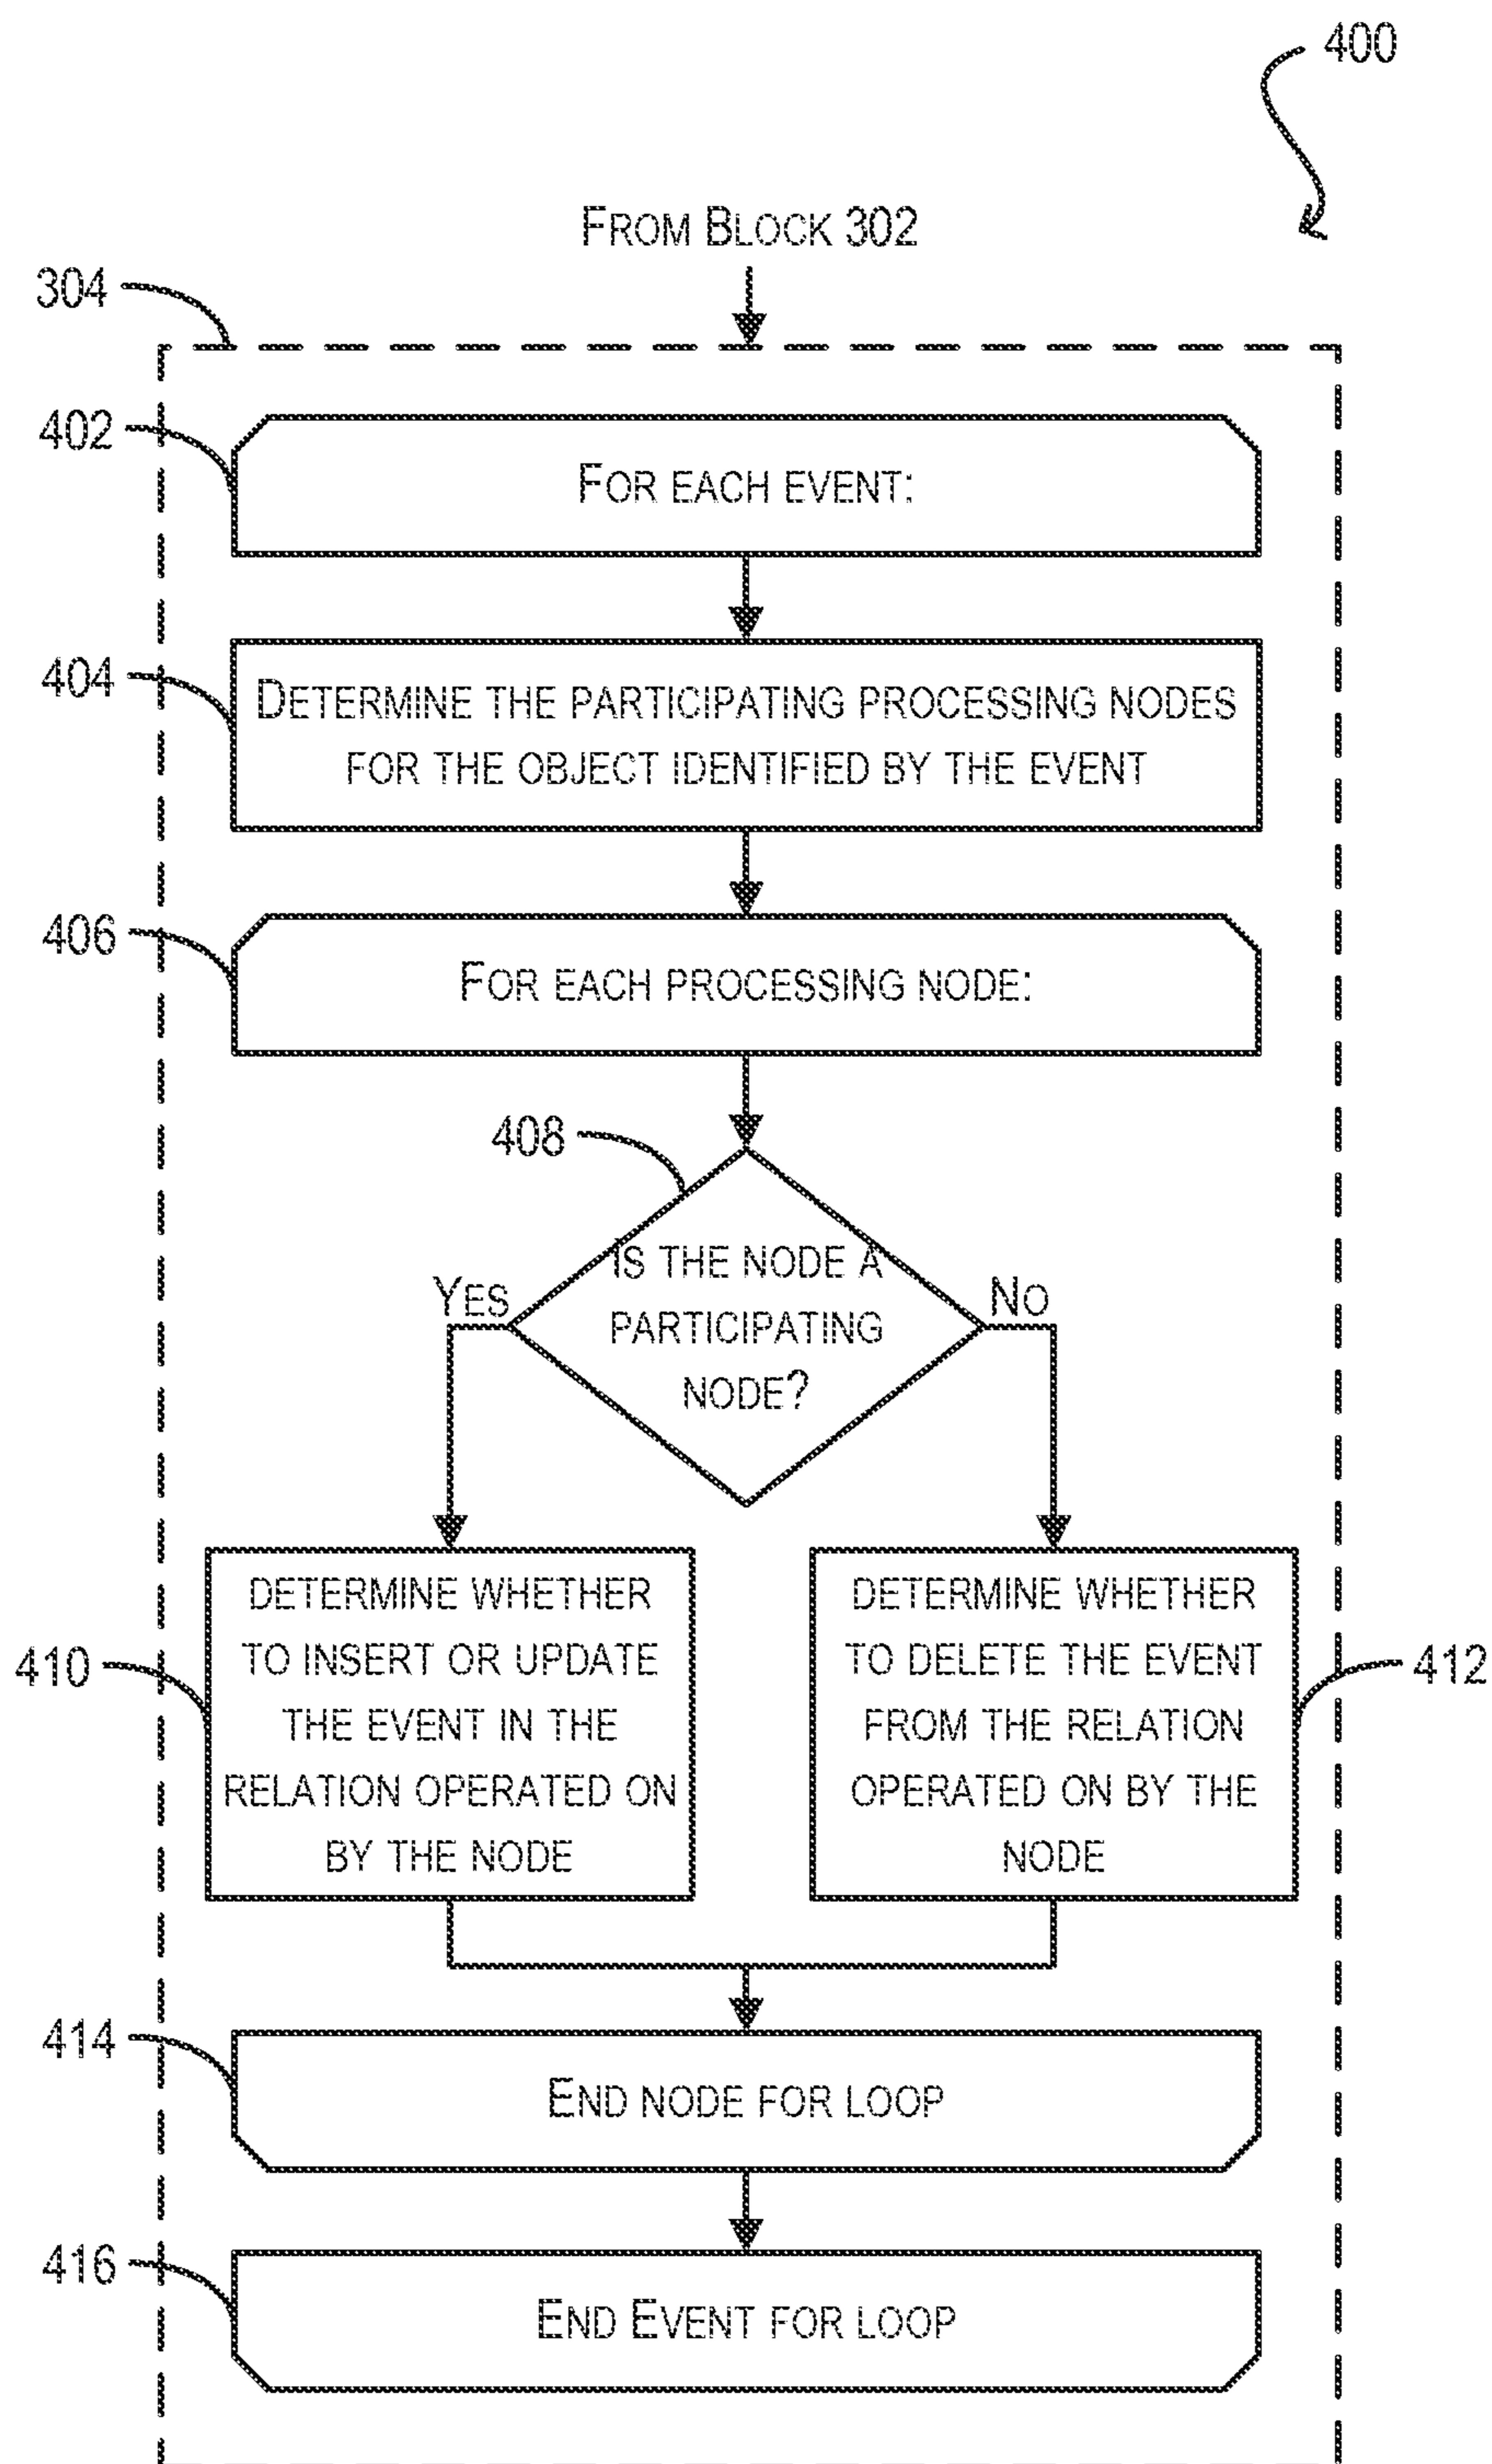 400
FROM BLOCK 302
304
402
FOR EACH EVENT:
404
DETERMINE THE PARTICIPATING PROCESSING NODES
FOR THE OBJECT IDENTIFIED BY THE EVENT
406
FOR EACH PROCESSING NODE:
408
IS THE NODE A
PARTICIPATING
NODE?
YES
NO
410
DETERMINE WHETHER
TO INSERT OR UPDATE
THE EVENT IN THE
RELATION OPERATED ON
BY THE NODE
DETERMINE WHETHER
TO DELETE THE EVENT
FROM THE RELATION
OPERATED ON BY THE
NODE
412
414
END NODE FOR LOOP
416
END EVENT FOR LOOP